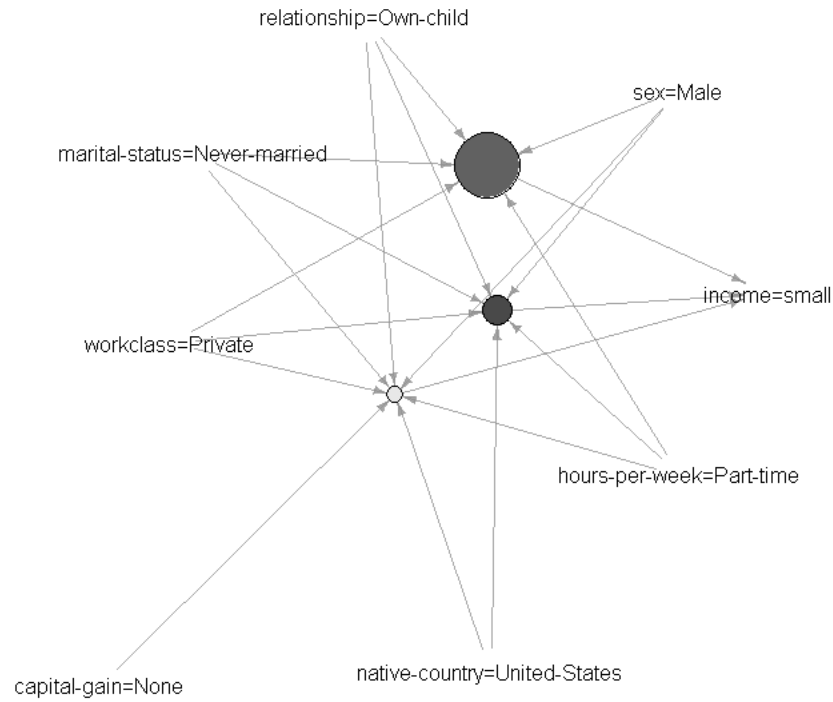 relationship=Own-child
sex=Male
marital-status=Never-married
income=small
workclass=Private
hours-per-week=Part-time
native-country=United-States
capital-gain=None